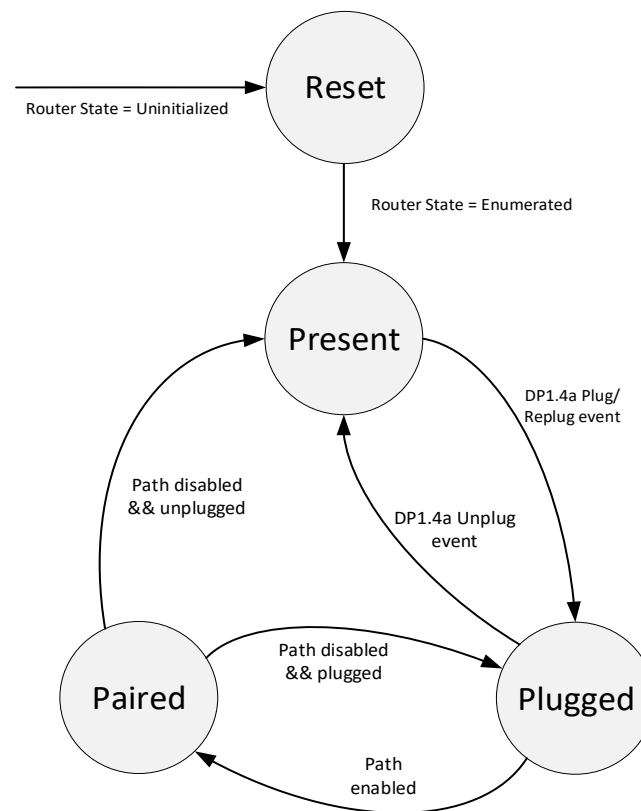 Reset
Router State = Uninitialized
Router State = Enumerated
Present
DP1.4a Plug/
Replug event
Path disabled
&& unplugged
DP1.4a Unplug
event
Path disabled
&& plugged
Paired
Plugged
Path
enabled